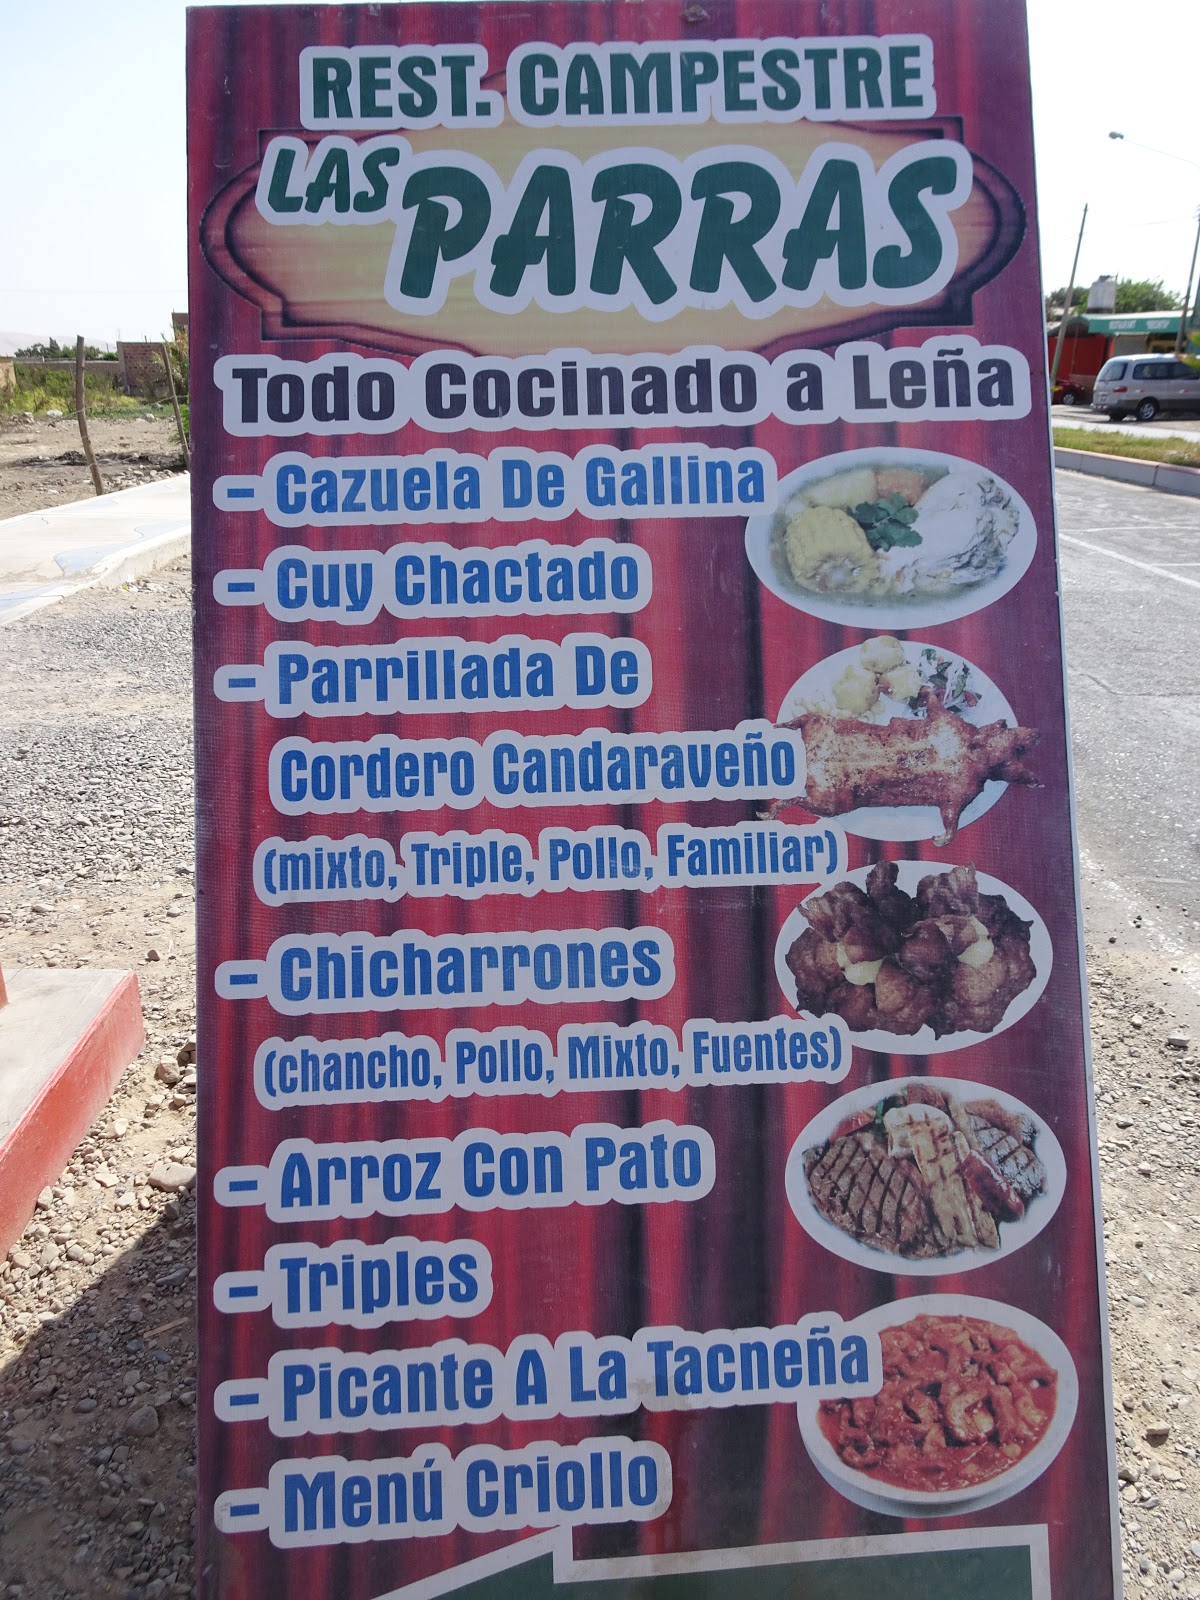 REST. CAMPESTRE
LAS PARRAS
Todo Cocinado a Leña
- Cazuela De Gallina
- Cuy Chactado
- Parrillada De
Cordero Candaraveño
(mixto, Triple, Pollo, Familiar)
- Chicharrones
(chancho, Pollo, Mixto, Fuentes)
- Arroz Con Pato
- Triples
- Picante A La Tacneña
- Menú Criollo